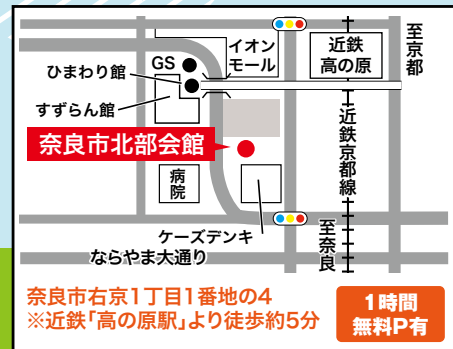 イオン
モール
近鉄
高の原
至京都
GS
ひまわり館
すずらん館
近鉄京都線
奈良市北部会館
病院
ケーズデンキ
至奈良
ならやま大通り
奈良市右京1丁目1番地の4
※近鉄「高の原駅」より徒歩約5分
1時間
無料P有